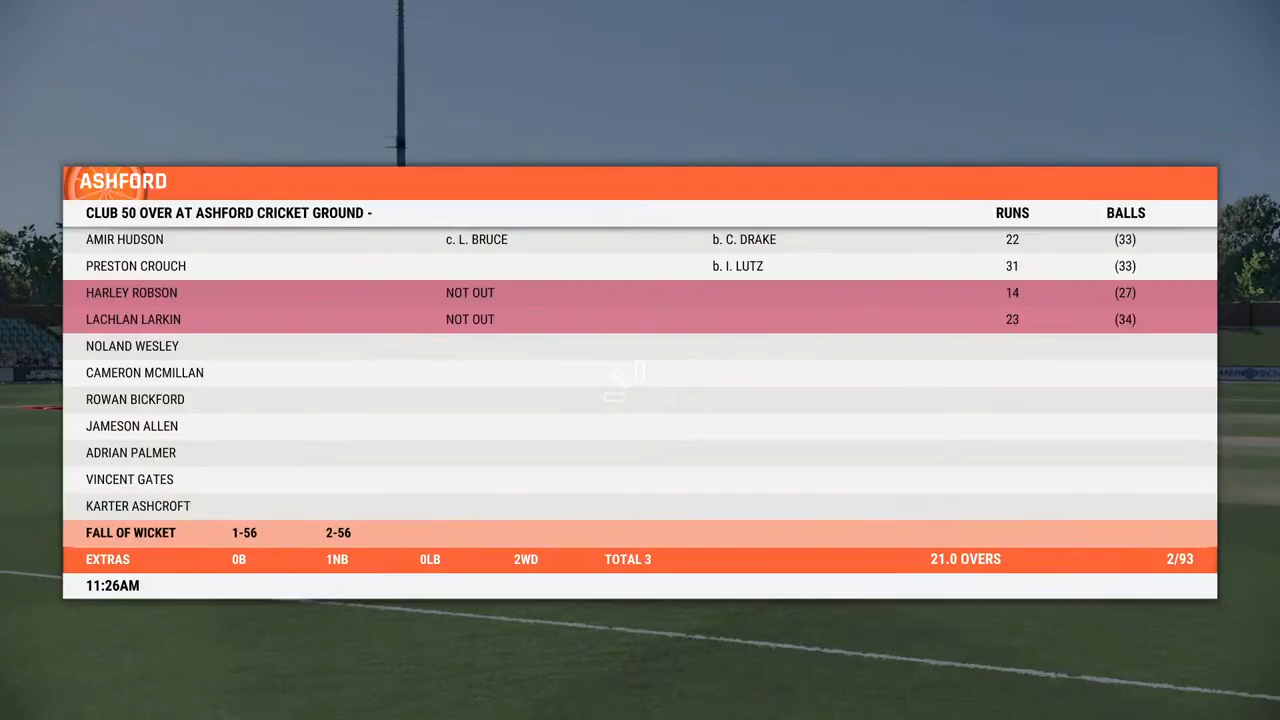 ASHFORD
CLUB 50 OVER AT ASHFORD CRICKET GROUND - RUNS BALLS
AMIR HUDSON c. L. BRUCE b. C. DRAKE 22 (33)
PRESTON CROUCH b. I. LUTZ 31 (33)
HARLEY ROBSON NOT OUT 14 (27)
LACHLAN LARKIN NOT OUT 23 (34)
NOLAND WESLEY
CAMERON MCMILLAN
ROWAN BICKFORD
JAMESON ALLEN
ADRIAN PALMER
VINCENT GATES
KARTER ASHCROFT
FALL OF WICKET 1-56 2-56
EXTRAS 0B 1NB 0LB 2WD TOTAL 3 21.0 OVERS 2/93
11:26AM